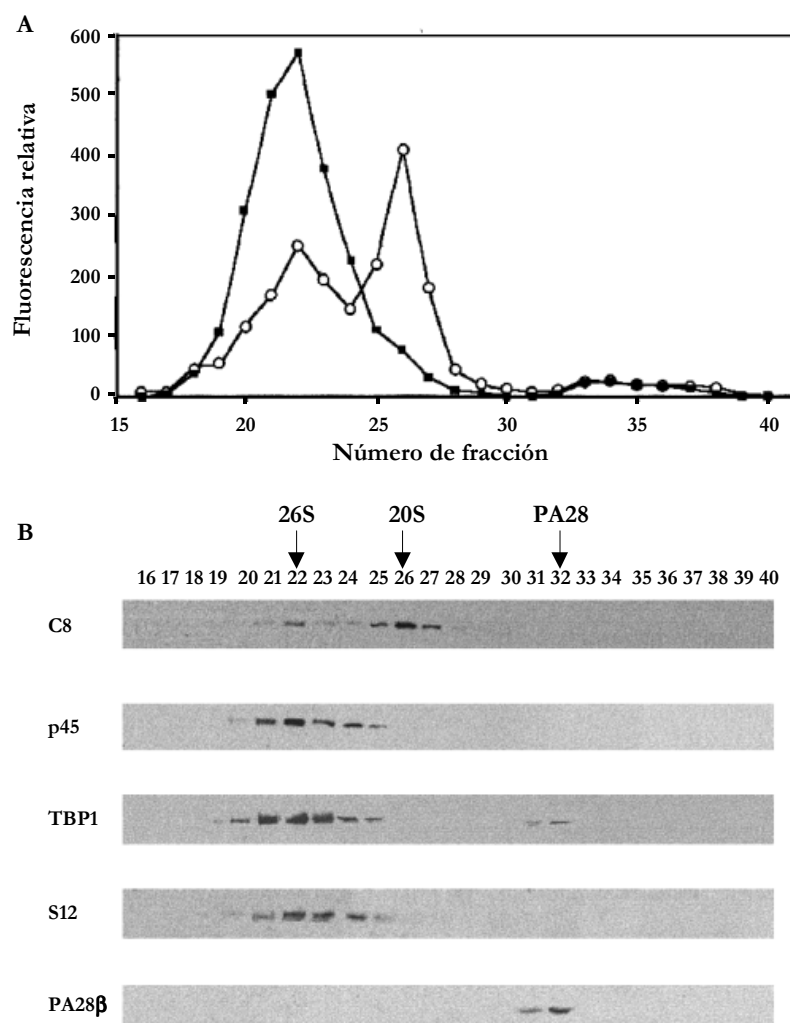 A
600
500
400
300
200
100
0
Fluorescencia relativa
15 20 25 30 35 40
Número de fracción
B
26S 20S PA28
16 17 18 19 20 21 22 23 24 25 26 27 28 29 30 31 32 33 34 35 36 37 38 39 40
C8
p45
TBP1
S12
PA28β